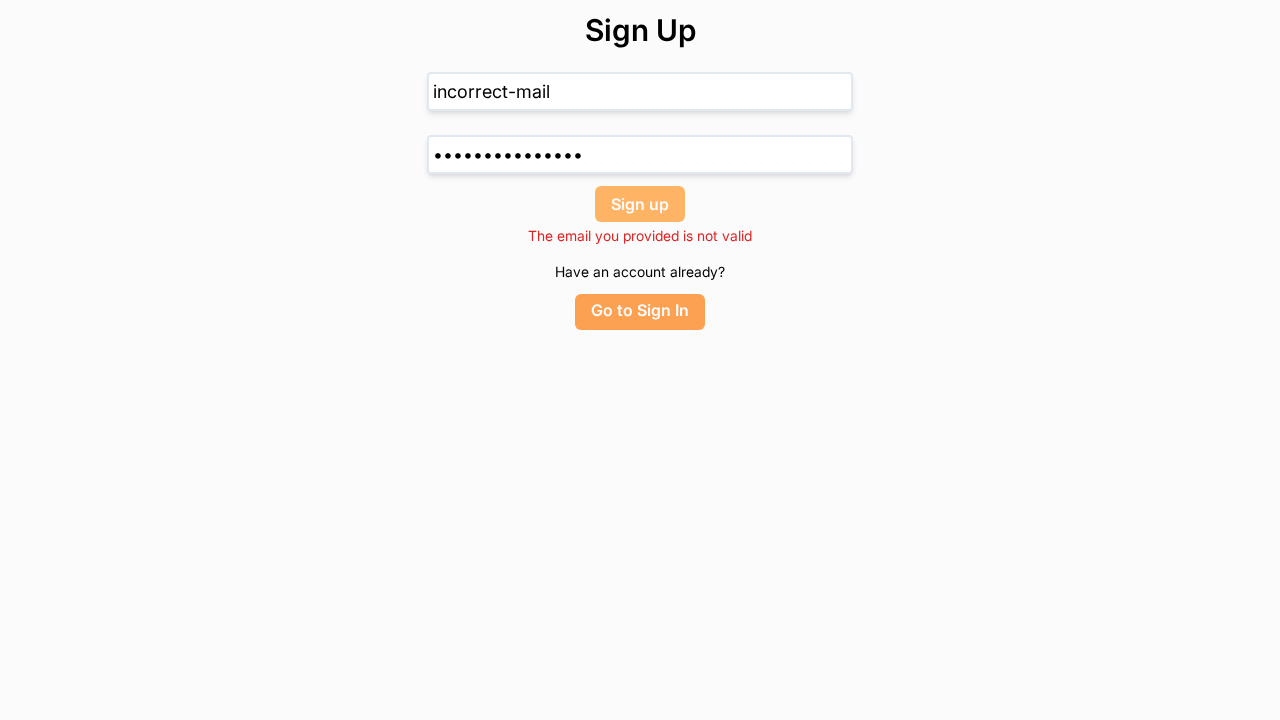 Sign Up
incorrect-mail
•••••••••••••••
Sign up
The email you provided is not valid
Have an account already?
Go to Sign In